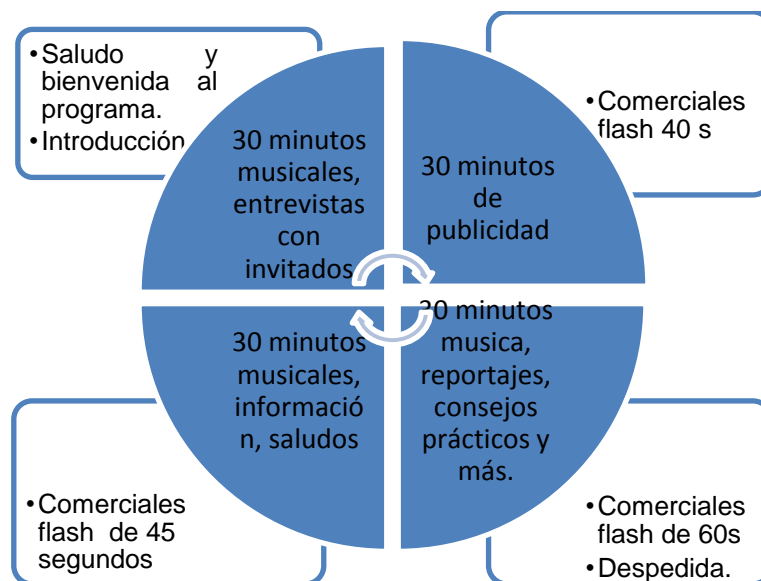 •Saludo y
bienvenida al
programa.
•Introducción
30 minutos
musicales,
entrevistas
con
invitados
30 minutos
de
publicidad
•Comerciales
flash 40 s
30 minutos
musicales,
informació
n, saludos
30 minutos
musica,
reportajes,
consejos
prácticos y
más.
•Comerciales
flash de 45
segundos
•Comerciales
flash de 60s
•Despedida.